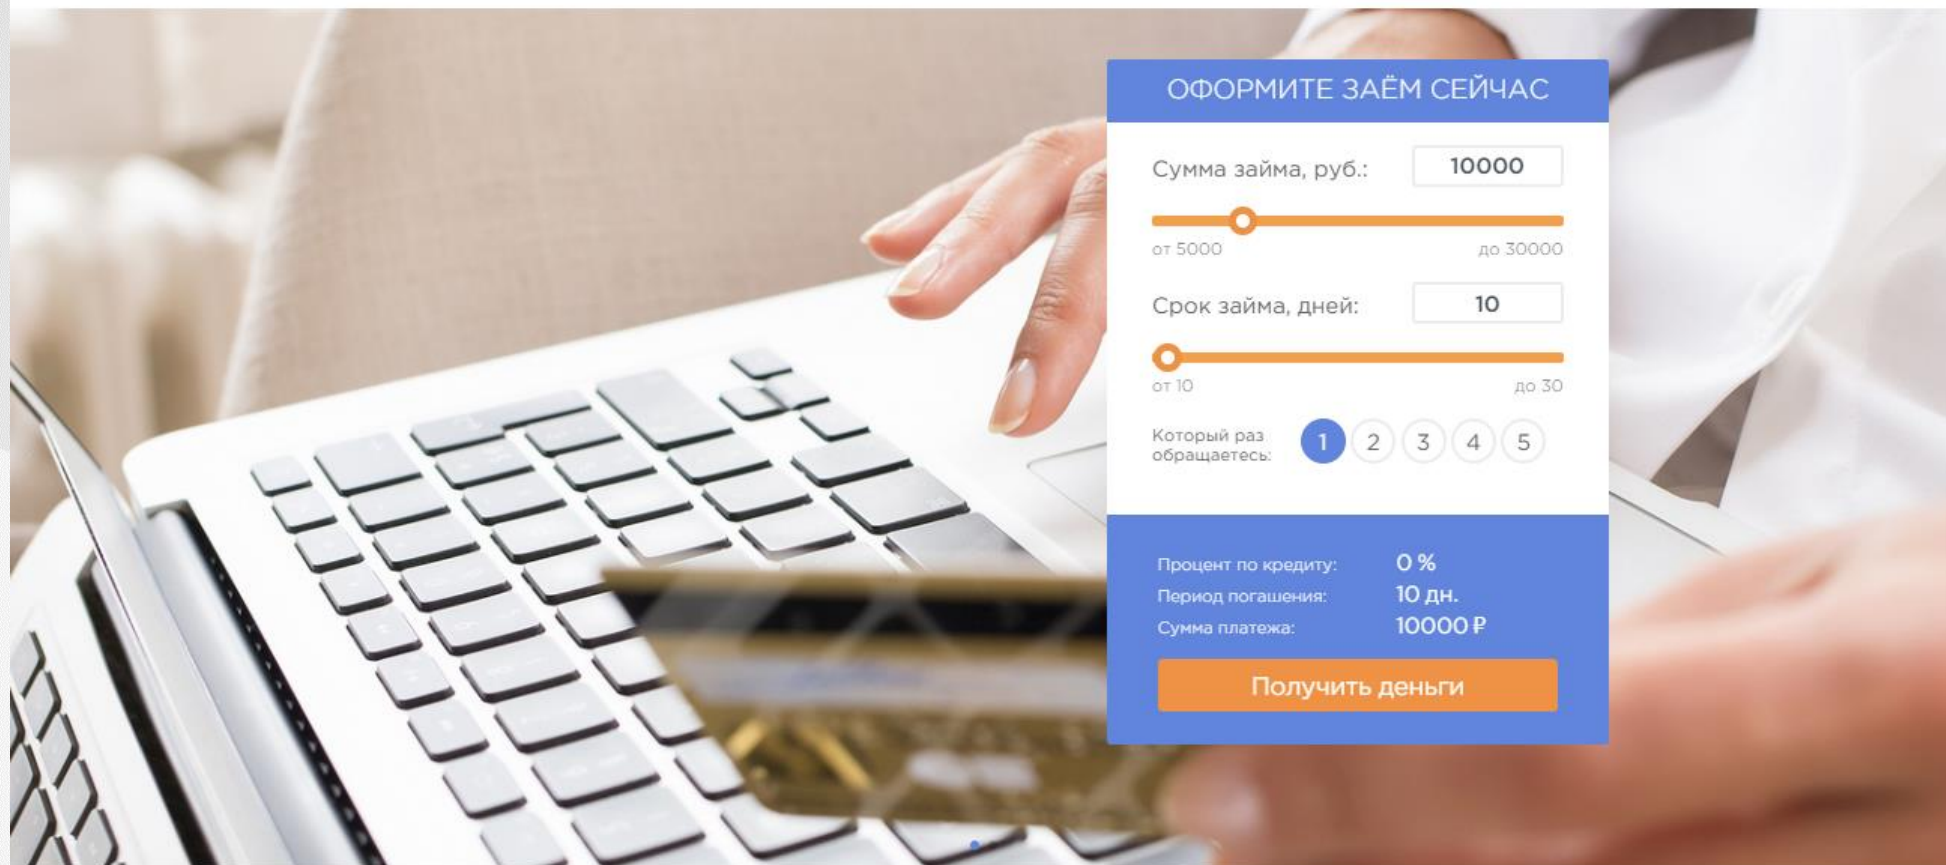 ОФОРМИТЕ ЗАЁМ СЕЙЧАС
Сумма займа, руб.: 10000
от 5000 до 30000
Срок займа, дней: 10
от 10 до 30
Который раз
обращаетесь: 1 2 3 4 5
Процент по кредиту: 0 %
Период погашения: 10 дн.
Сумма платежа: 10000 ₽
Получить деньги